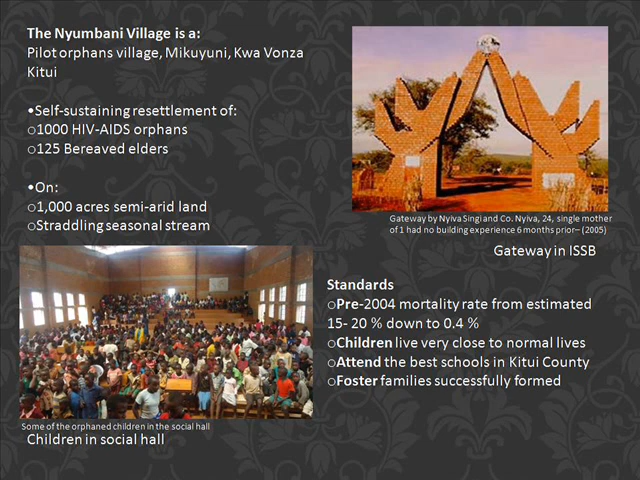 The Nyumbani Village is a:
Pilot orphans village, Mikuyuni, Kwa Vonza
Kitui
•Self-sustaining resettlement of:
o1000 HIV-AIDS orphans
o125 Bereaved elders
•On:
o1,000 acres semi-arid land
oStraddling seasonal stream
Gateway by Nyiva Singi and Co. Nyiva, 24, single mother
of 1 had no building experience 6 months prior– (2005)
Gateway in ISSB
Standards
oPre-2004 mortality rate from estimated
15- 20 % down to 0.4 %
oChildren live very close to normal lives
oAttend the best schools in Kitui County
oFoster families successfully formed
Some of the orphaned children in the social hall
Children in social hall